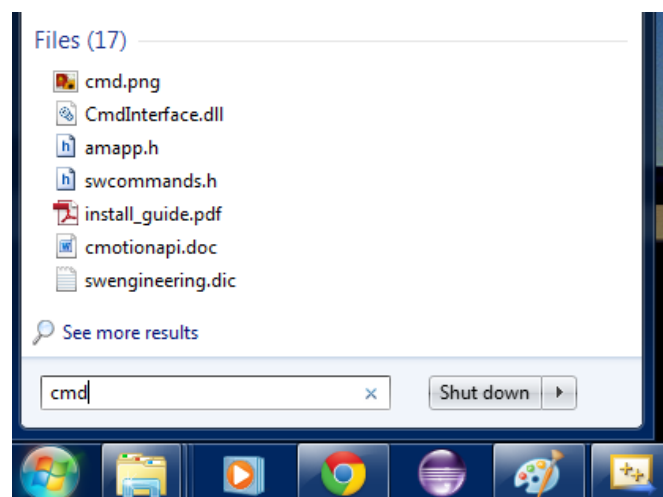 Files (17)
cmd.png
CmdInterface.dll
amapp.h
swcommands.h
install_guide.pdf
cmotionapi.doc
swengineering.dic
See more results
cmd
Shut down